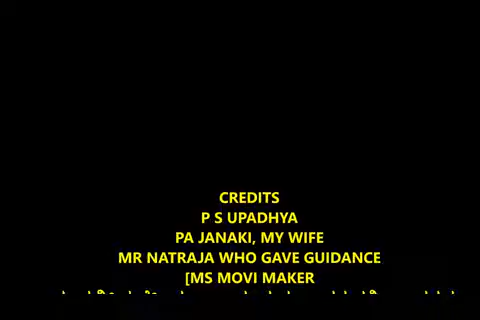 CREDITS
P S UPADHYA
PA JANAKI, MY WIFE
MR NATRAJA WHO GAVE GUIDANCE
[MS MOVI MAKER